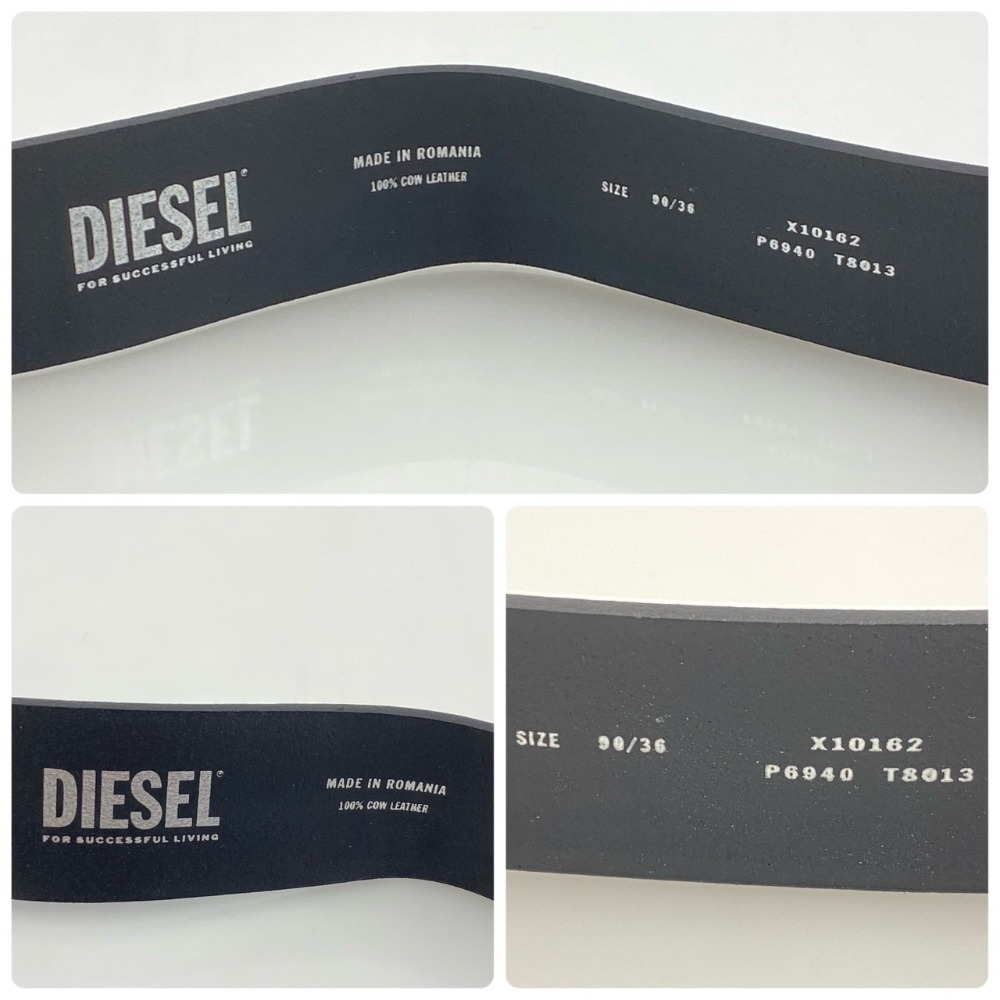 DIESEL
FOR SUCCESSFUL LIVING
MADE IN ROMANIA
100% COW LEATHER
SIZE 90/36
X10162
P6940 T8013
DIESEL
FOR SUCCESSFUL LIVING
MADE IN ROMANIA
100% COW LEATHER
SIZE 90/36
X10162
P6940 T8013